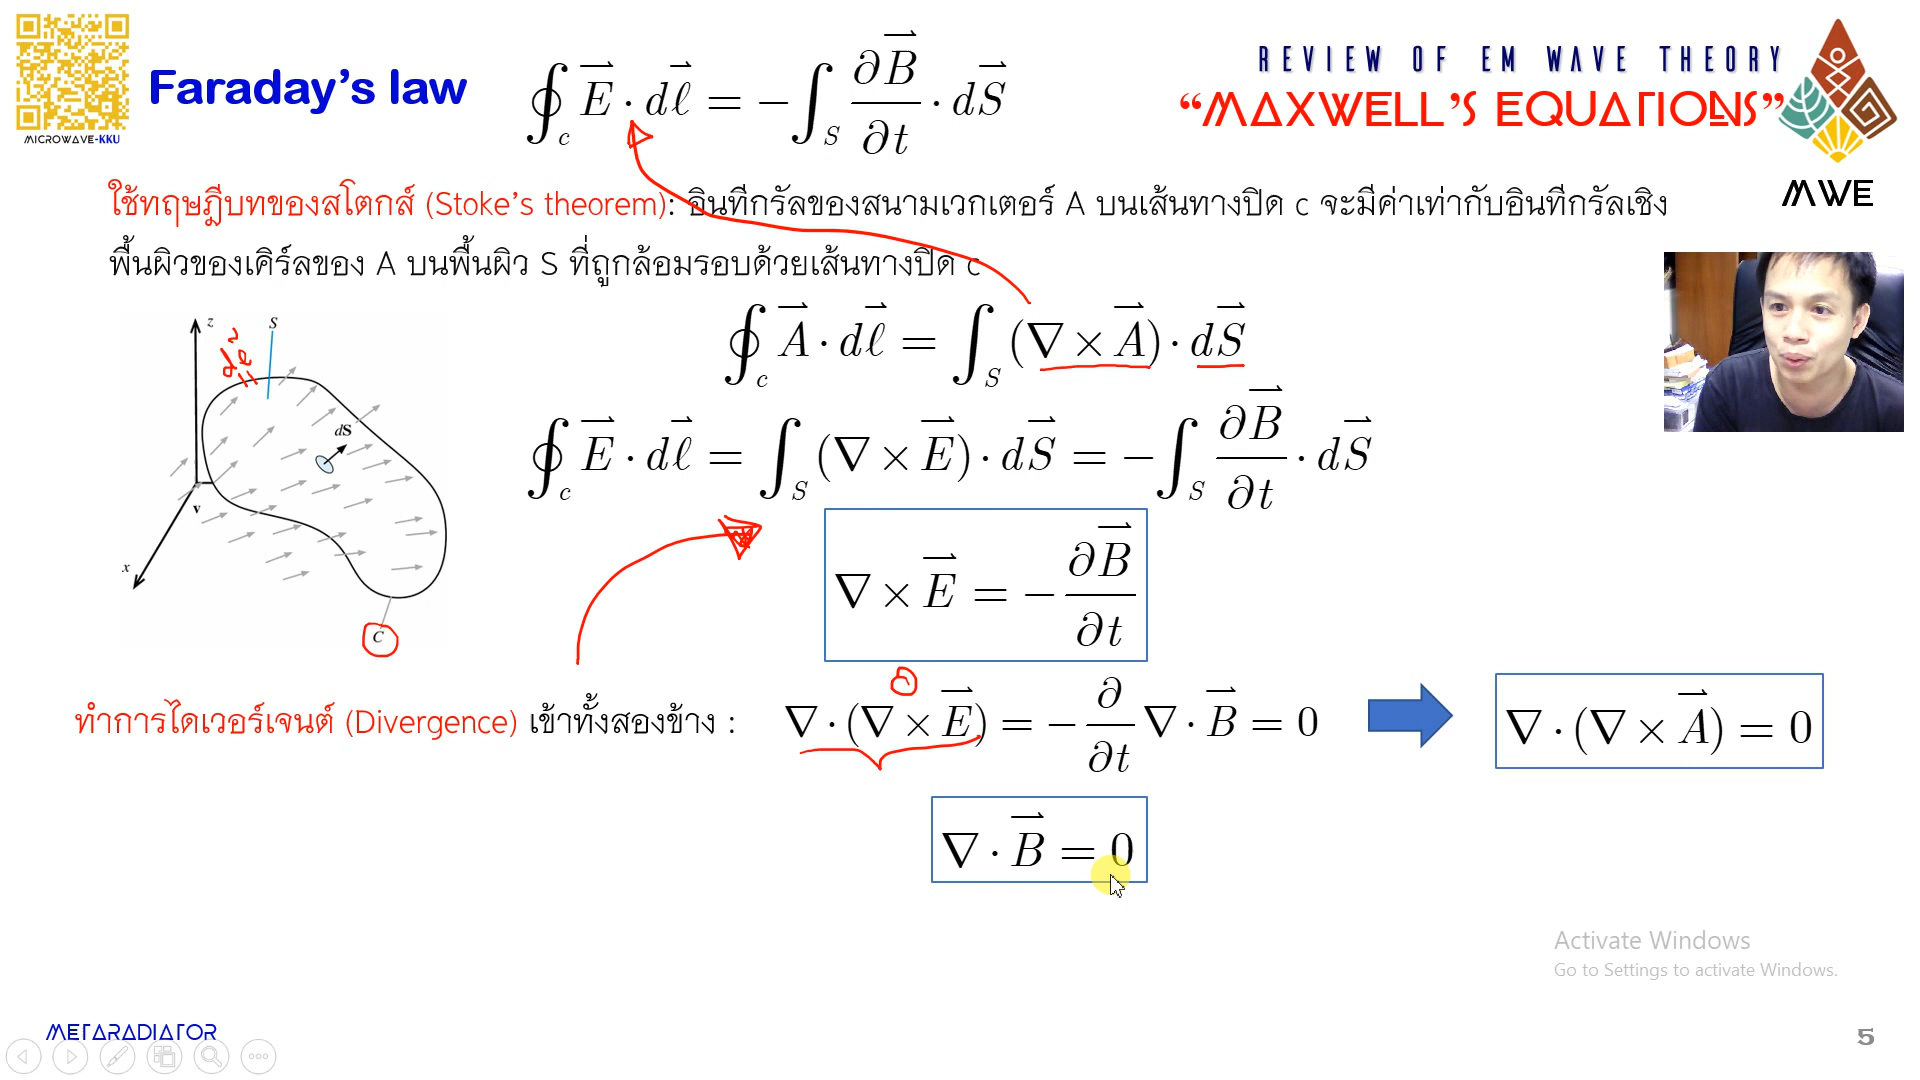 MICROWAVE-KKU
Faraday's law
∮_c E⃗ · dℓ⃗ = −∫_S ∂B⃗/∂t · dS⃗
REVIEW OF EM WAVE THEORY
“MAXWELL'S EQUATIONS”
MWE
ใช้ทฤษฎีบทของสโตกส์ (Stoke's theorem): อินทีกรัลของสนามเวกเตอร์ A บนเส้นทางปิด c จะมีค่าเท่ากับอินทีกรัลเชิง
พื้นผิวของเคิร์ลของ A บนพื้นผิว S ที่ถูกล้อมรอบด้วยเส้นทางปิด c
∮_c A⃗ · dℓ⃗ = ∫_S (∇ × A⃗) · dS⃗
z
S
dS
v
x
C
∮_c E⃗ · dℓ⃗ = ∫_S (∇ × E⃗) · dS⃗ = −∫_S ∂B⃗/∂t · dS⃗
∇ × E⃗ = −∂B⃗/∂t
0
ทำการไดเวอร์เจนต์ (Divergence) เข้าทั้งสองข้าง : ∇ · (∇ × E⃗) = −∂/∂t ∇ · B⃗ = 0
∇ · (∇ × A⃗) = 0
∇ · B⃗ = 0
Activate Windows
Go to Settings to activate Windows.
METARADIATOR
5